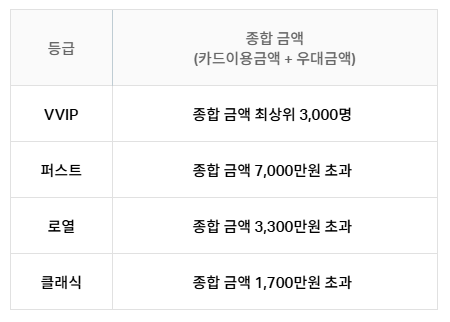 등급
종합 금액
(카드이용금액 + 우대금액)
VVIP
종합 금액 최상위 3,000명
퍼스트
종합 금액 7,000만원 초과
로열
종합 금액 3,300만원 초과
클래식
종합 금액 1,700만원 초과